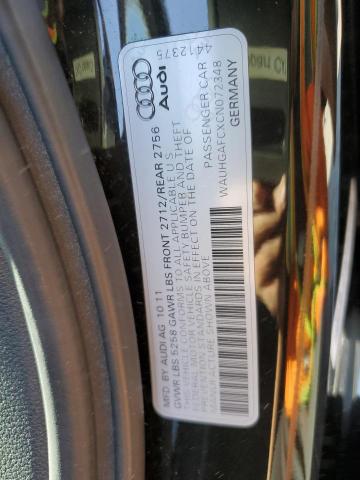 4412375
Audi
MFD. BY AUDI AG 10 11
GWWR LBS 5258 GAWR LBS FRONT 2712/REAR 2756
THIS VEHICLE CONFORMS TO ALL APPLICABLE U.S.
FEDERAL MOTOR VEHICLE SAFETY BUMPER AND THEFT
PREVENTION STANDARDS IN EFFECT ON THE DATE OF
MANUFACTURE SHOWN ABOVE
PASSENGER CAR
WAUHGAFCXCN072348
GERMANY